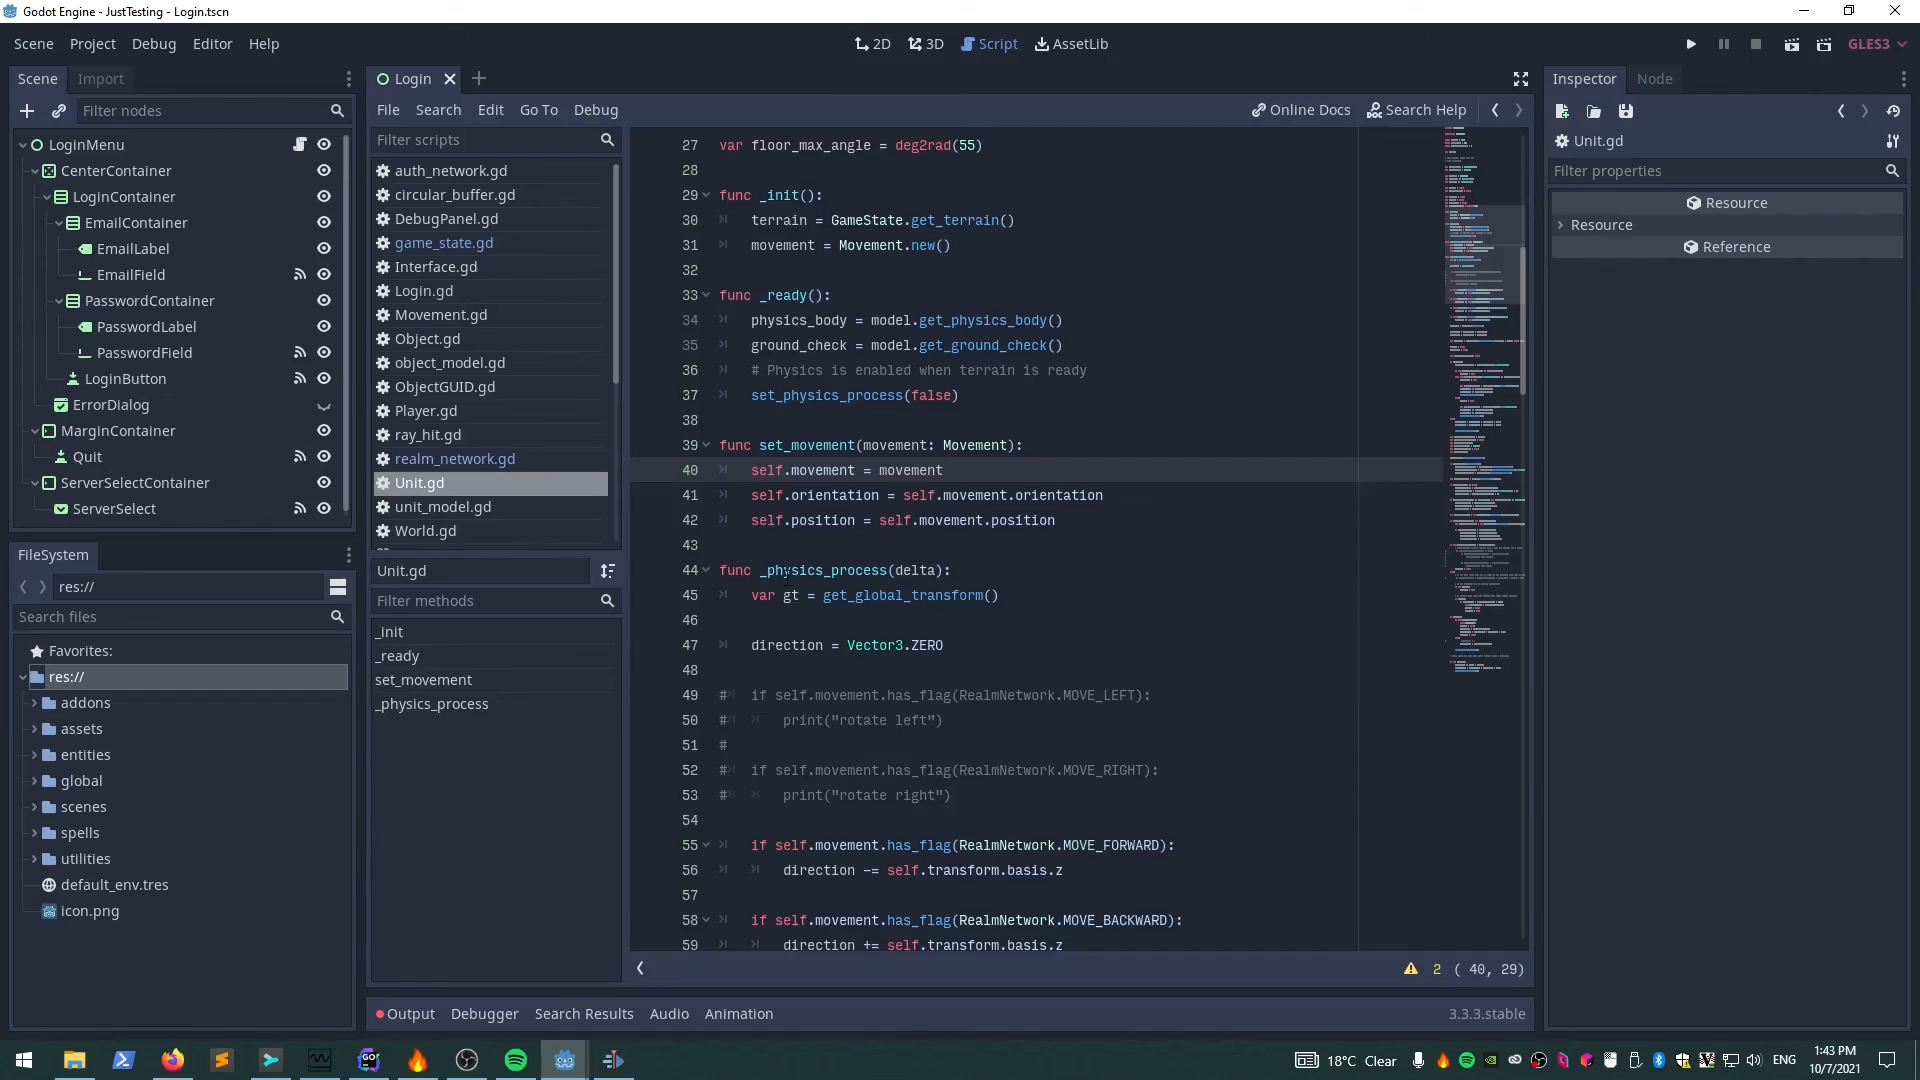 Godot Engine - JustTesting - Login.tscn
Scene Project Debug Editor Help
2D 3D Script AssetLib
GLES3
Scene Import
Filter nodes
LoginMenu
CenterContainer
LoginContainer
EmailContainer
EmailLabel
EmailField
PasswordContainer
PasswordLabel
PasswordField
LoginButton
ErrorDialog
MarginContainer
Quit
ServerSelectContainer
ServerSelect
FileSystem
res://
Search files
Favorites:
res://
addons
assets
entities
global
scenes
spells
utilities
default_env.tres
icon.png
Login
File Search Edit Go To Debug
Online Docs Search Help
Filter scripts
auth_network.gd
circular_buffer.gd
DebugPanel.gd
game_state.gd
Interface.gd
Login.gd
Movement.gd
Object.gd
object_model.gd
ObjectGUID.gd
Player.gd
ray_hit.gd
realm_network.gd
Unit.gd
unit_model.gd
World.gd
Unit.gd
Filter methods
_init
_ready
set_movement
_physics_process
27 var floor_max_angle = deg2rad(55)
28
29 func _init():
30 terrain = GameState.get_terrain()
31 movement = Movement.new()
32
33 func _ready():
34 physics_body = model.get_physics_body()
35 ground_check = model.get_ground_check()
36 # Physics is enabled when terrain is ready
37 set_physics_process(false)
38
39 func set_movement(movement: Movement):
40 self.movement = movement
41 self.orientation = self.movement.orientation
42 self.position = self.movement.position
43
44 func _physics_process(delta):
45 var gt = get_global_transform()
46
47 direction = Vector3.ZERO
48
49 # if self.movement.has_flag(RealmNetwork.MOVE_LEFT):
50 # print("rotate left")
51 #
52 # if self.movement.has_flag(RealmNetwork.MOVE_RIGHT):
53 # print("rotate right")
54
55 if self.movement.has_flag(RealmNetwork.MOVE_FORWARD):
56 direction -= self.transform.basis.z
57
58 if self.movement.has_flag(RealmNetwork.MOVE_BACKWARD):
59 direction += self.transform.basis.z
2 ( 40, 29)
Output Debugger Search Results Audio Animation
3.3.3.stable
Inspector Node
Unit.gd
Filter properties
Resource
Resource
Reference
18°C Clear
ENG
1:43 PM
10/7/2021